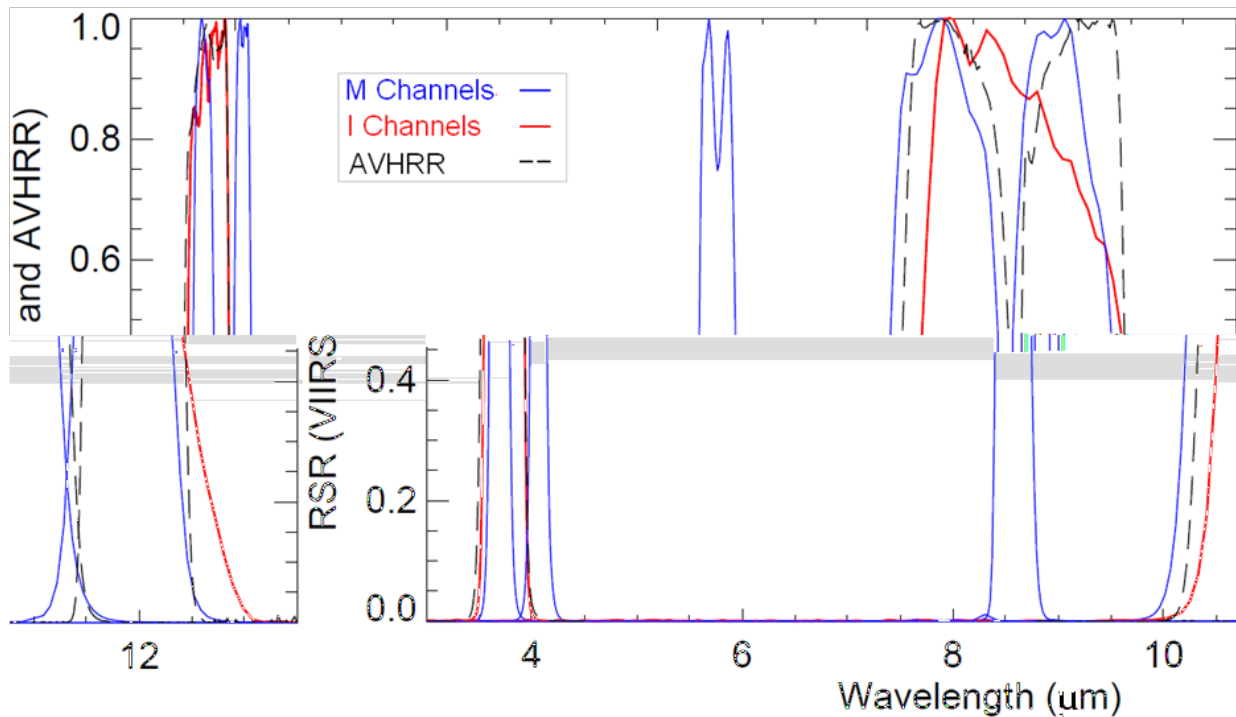 1.0
0.8
0.6
and AVHRR)
M Channels
I Channels
AVHRR
RSR (VIIRS
0.4
0.2
0.0
12
4
6
8
10
Wavelength (μm)